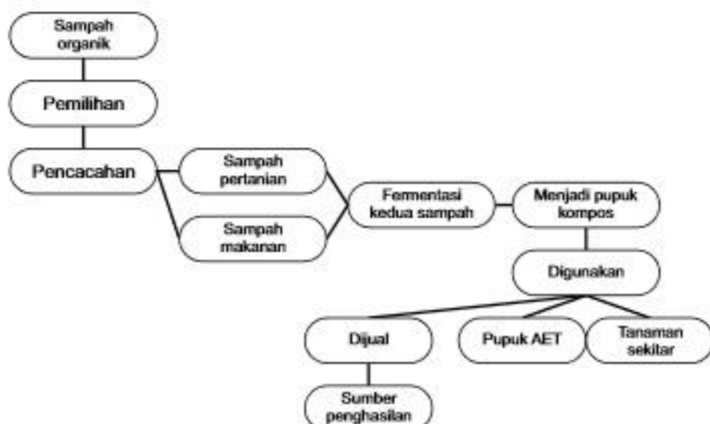 Sampah
organik
Pemilihan
Pencacahan
Sampah
pertanian
Sampah
makanan
Fermentasi
kedua sampah
Menjadi pupuk
kompos
Digunakan
Dijual
Pupuk AET
Tanaman
sekitar
Sumber
penghasilan